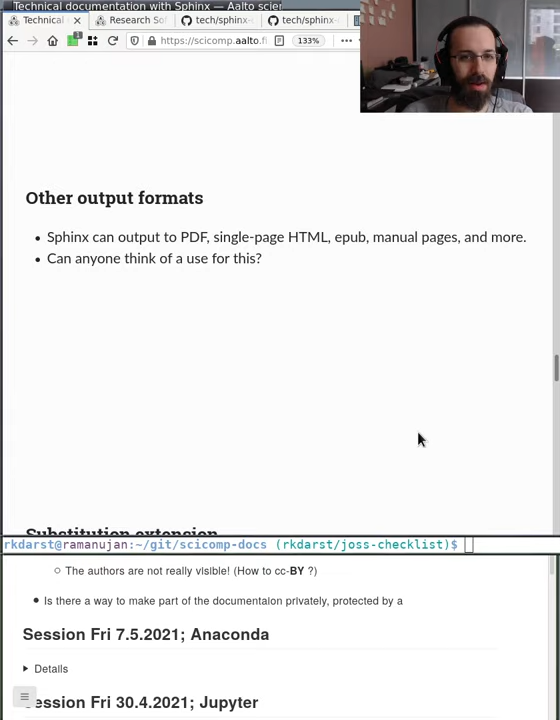 Technical documentation with Sphinx — Aalto scien
Technical
Research So
tech/sphinx-
tech/sphinx-
https://scicomp.aalto.fi
133%
Other output formats
• Sphinx can output to PDF, single-page HTML, epub, manual pages, and more.
• Can anyone think of a use for this?
Substitution extension
rkdarst@ramanujan:~/git/scicomp-docs (rkdarst/joss-checklist)$
The authors are not really visible! (How to cc-BY ?)
• Is there a way to make part of the documentaion privately, protected by a
Session Fri 7.5.2021; Anaconda
Details
Session Fri 30.4.2021; Jupyter